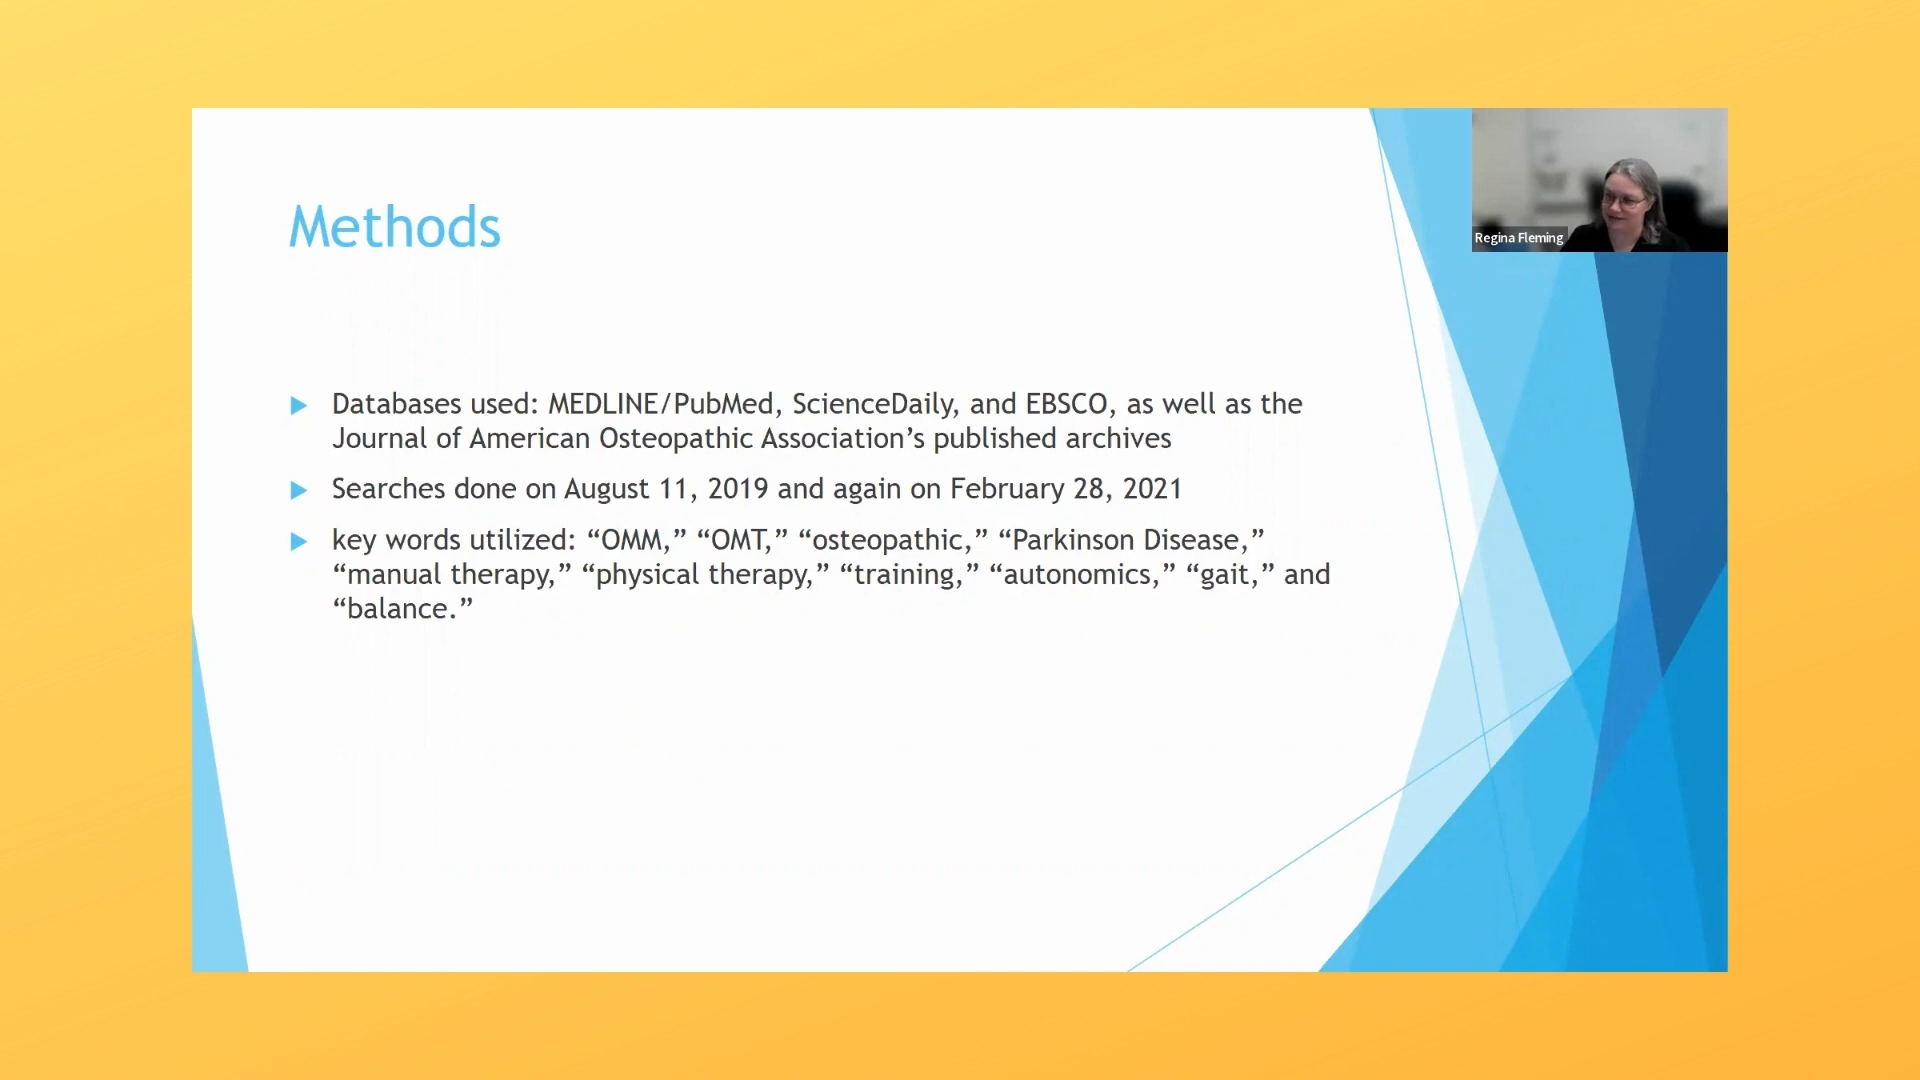 Methods
Regina Fleming
Databases used: MEDLINE/PubMed, ScienceDaily, and EBSCO, as well as the
Journal of American Osteopathic Association’s published archives
Searches done on August 11, 2019 and again on February 28, 2021
key words utilized: “OMM,” “OMT,” “osteopathic,” “Parkinson Disease,”
“manual therapy,” “physical therapy,” “training,” “autonomics,” “gait,” and
“balance.”